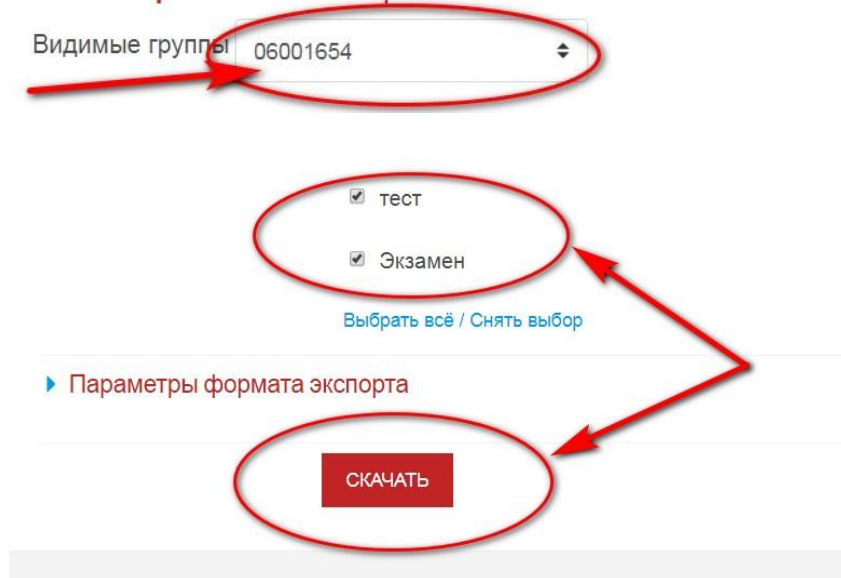 Видимые группы 06001654
тест
Экзамен
Выбрать всё / Снять выбор
Параметры формата экспорта
СКАЧАТЬ